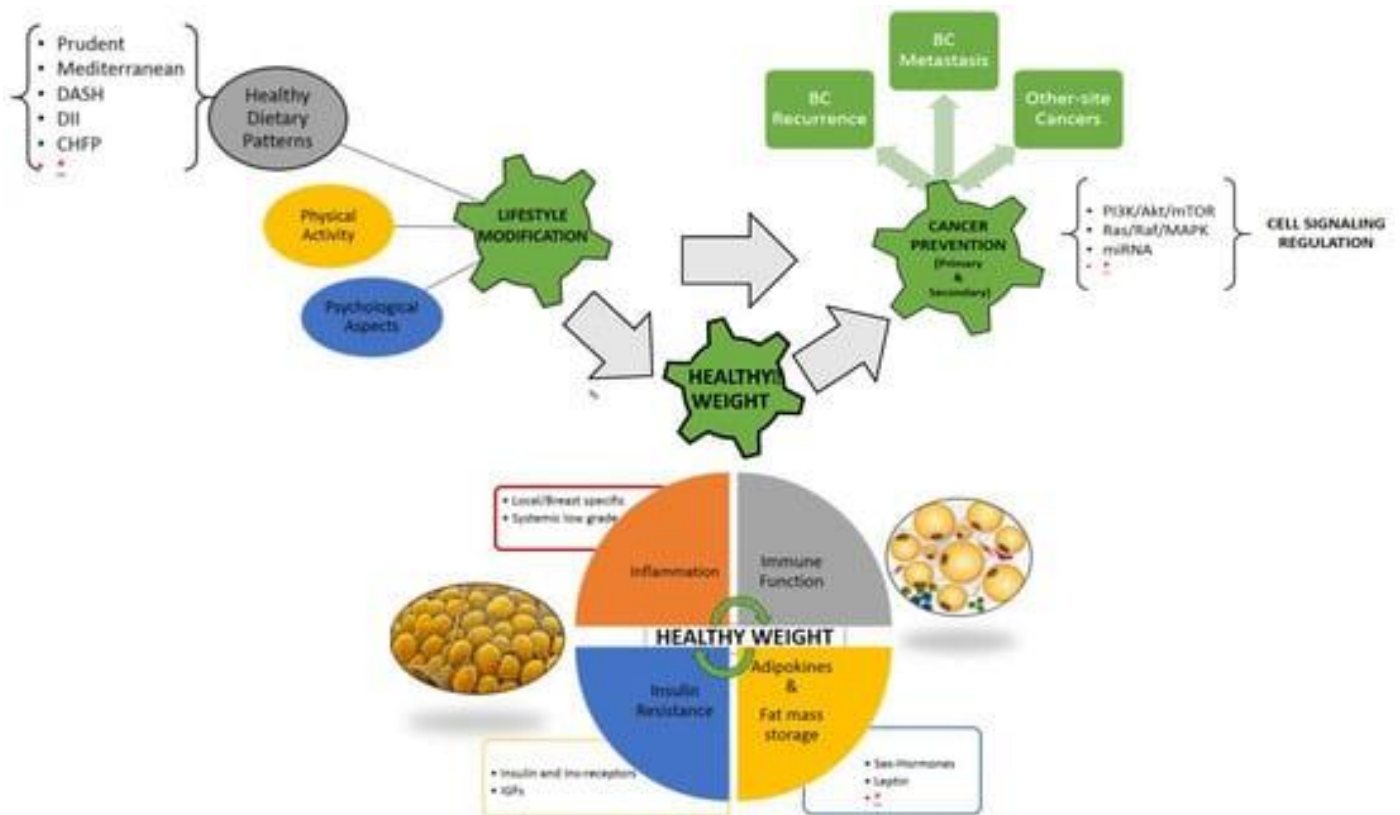 • Prudent
• Mediterranean
• DASH
• DII
• CHFP
Healthy
Dietary
Patterns
Physical
Activity
Psychological
Aspects
LIFESTYLE
MODIFICATION
BC
Recurrence
BC
Metastasis
Other-site
Cancers
CANCER
PREVENTION
(Primary
&
Secondary)
• PI3K/Akt/mTOR
• Ras/Raf/MAPK
• miRNA
CELL SIGNALING
REGULATION
HEALTHY
WEIGHT
• Local/Breast specific
• Systemic low grade
Inflammation
Immune
Function
HEALTHY WEIGHT
Insulin
Resistance
Adipokines
&
Fat mass
storage
• Insulin and Ins-receptors
• IGFs
• Sex-Hormones
• Leptor